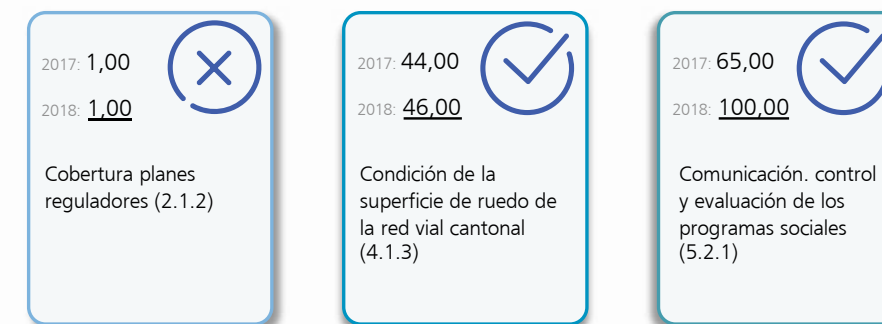 2017: 1,00
2018: 1,00
Cobertura planes
reguladores (2.1.2)
2017: 44,00
2018: 46,00
Condición de la
superficie de ruedo de
la red vial cantonal
(4.1.3)
2017: 65,00
2018: 100,00
Comunicación. control
y evaluación de los
programas sociales
(5.2.1)